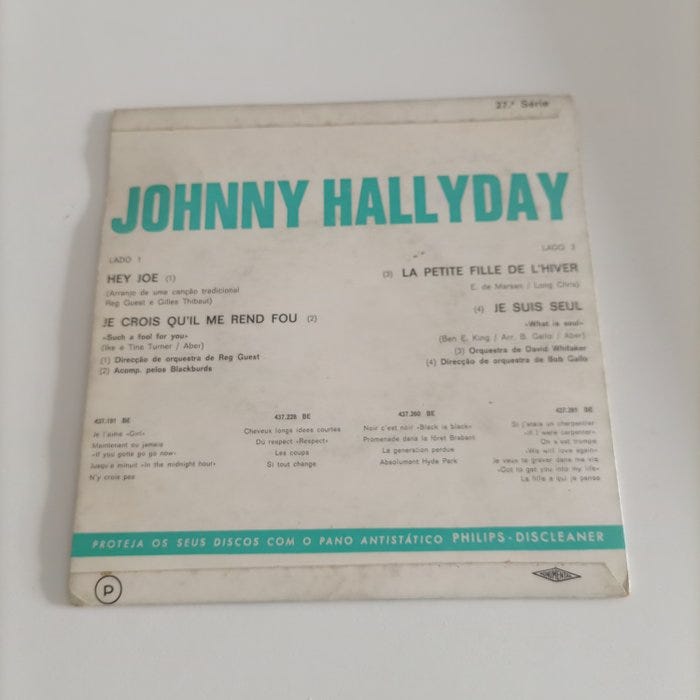 27.ª Série
JOHNNY HALLYDAY
LADO 1
HEY JOE (1)
(Arranjo de uma canção tradicional
Reg Guest e Gilles Thibaut)
JE CROIS QU'IL ME REND FOU (2)
«Such a fool for you»
(Ike e Tine Turner / Aber)
(1) Direcção de orquestra de Reg Guest
(2) Acomp. pelos Blackburds
LADO 2
(3) LA PETITE FILLE DE L'HIVER
E. de Marsan / Long Chris)
(4) JE SUIS SEUL
«What is soul»
(Ben E. King / Arr. B. Gallo / Aber)
(3) Orquestra de David Whitaker
(4) Direcção de orquestra de Bob Gallo
437.191 BE
Je l'aime «Girl»
Maintenant ou jamais
«If you gotte go go now»
Jusqu'a minuit «In the midnight hour»
N'y crois pas
437.228 BE
Cheveux longs idees courtes
Du respect «Respect»
Les coups
Si tout change
437.260 BE
Noir c'est noir «Black is black»
Promenade dans la fôret Brabant
La generation perdue
Absolument Hyde Park
437.281 BE
Si j'etais un charpentier
«If I were carpenter»
On s'est trompe
«We will love again»
Je veux te graver dans ma vie
«Got to get you into my life»
La fille a qui je pense
PROTEJA OS SEUS DISCOS COM O PANO ANTISTÁTICO PHILIPS - DISCLEANER
P
MONUMENTAL